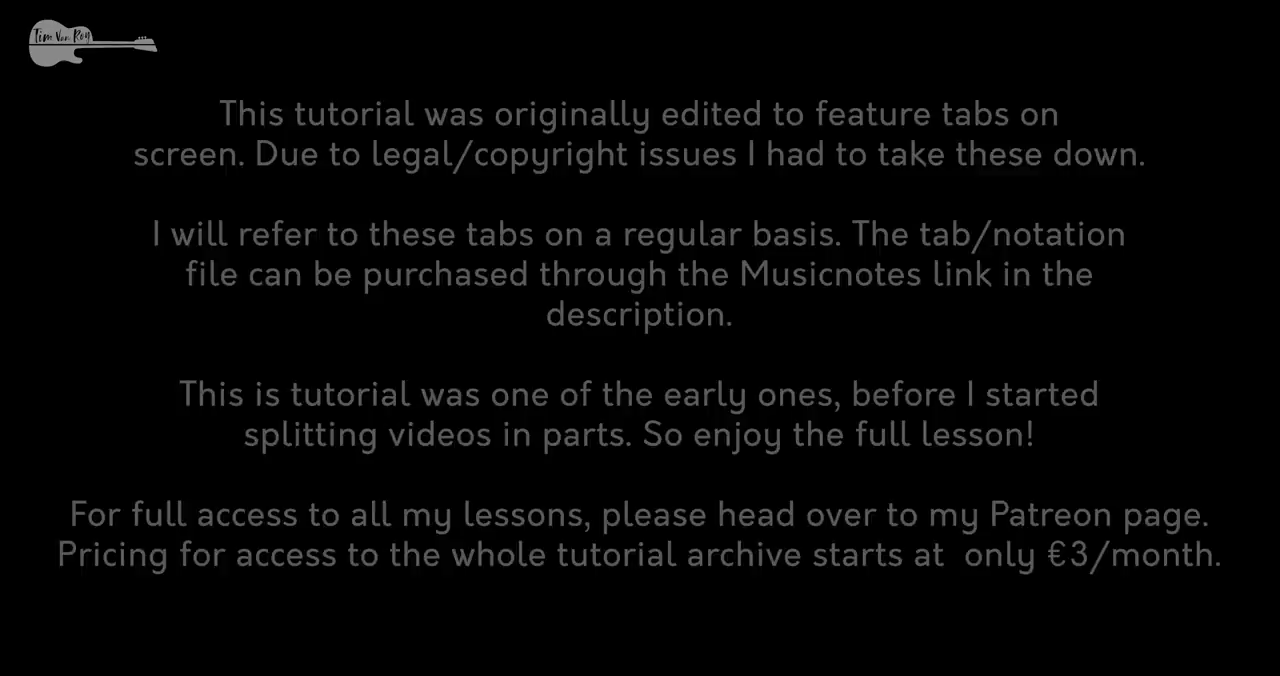 Tim Van Roy
This tutorial was originally edited to feature tabs on
screen. Due to legal/copyright issues I had to take these down.
I will refer to these tabs on a regular basis. The tab/notation
file can be purchased through the Musicnotes link in the
description.
This is tutorial was one of the early ones, before I started
splitting videos in parts. So enjoy the full lesson!
For full access to all my lessons, please head over to my Patreon page.
Pricing for access to the whole tutorial archive starts at  only €3/month.